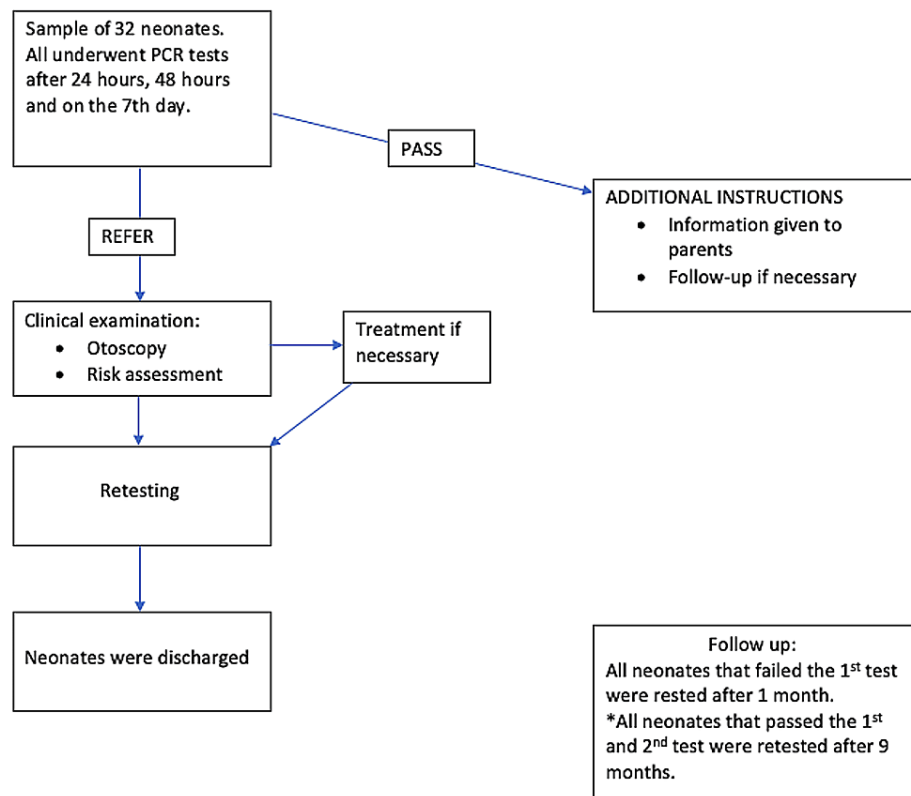 Sample of 32 neonates.
All underwent PCR tests
after 24 hours, 48 hours
and on the 7th day.
PASS
ADDITIONAL INSTRUCTIONS
• Information given to
parents
• Follow-up if necessary
REFER
Clinical examination:
• Otoscopy
• Risk assessment
Treatment if
necessary
Retesting
Neonates were discharged
Follow up:
All neonates that failed the 1st test
were rested after 1 month.
*All neonates that passed the 1st
and 2nd test were retested after 9
months.